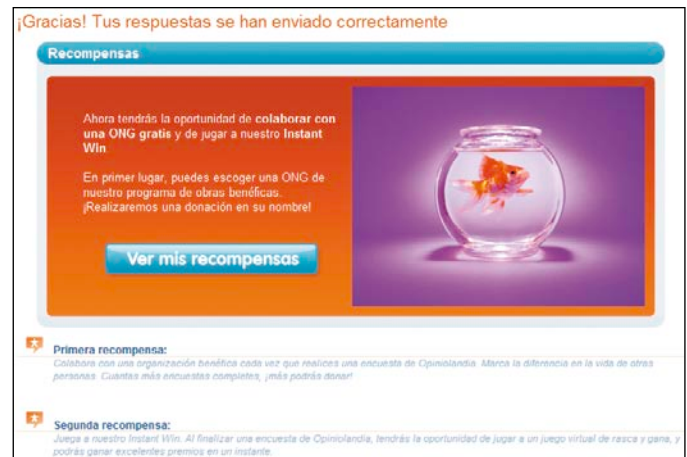 ¡Gracias! Tus respuestas se han enviado correctamente
Recompensas
Ahora tendrás la oportunidad de colaborar con
una ONG gratis y de jugar a nuestro Instant
Win.
En primer lugar, puedes escoger una ONG de
nuestro programa de obras benéficas.
¡Realizaremos una donación en su nombre!
Ver mis recompensas
Primera recompensa:
Colabora con una organización benéfica cada vez que realices una encuesta de Opiniolandia. Marca la diferencia en la vida de otras
personas. Cuantas más encuestas completes, ¡más podrás donar!
Segunda recompensa:
Juega a nuestro Instant Win. Al finalizar una encuesta de Opiniolandia, tendrás la oportunidad de jugar a un juego virtual de rasca y gana, y
podrás ganar excelentes premios en un instante.